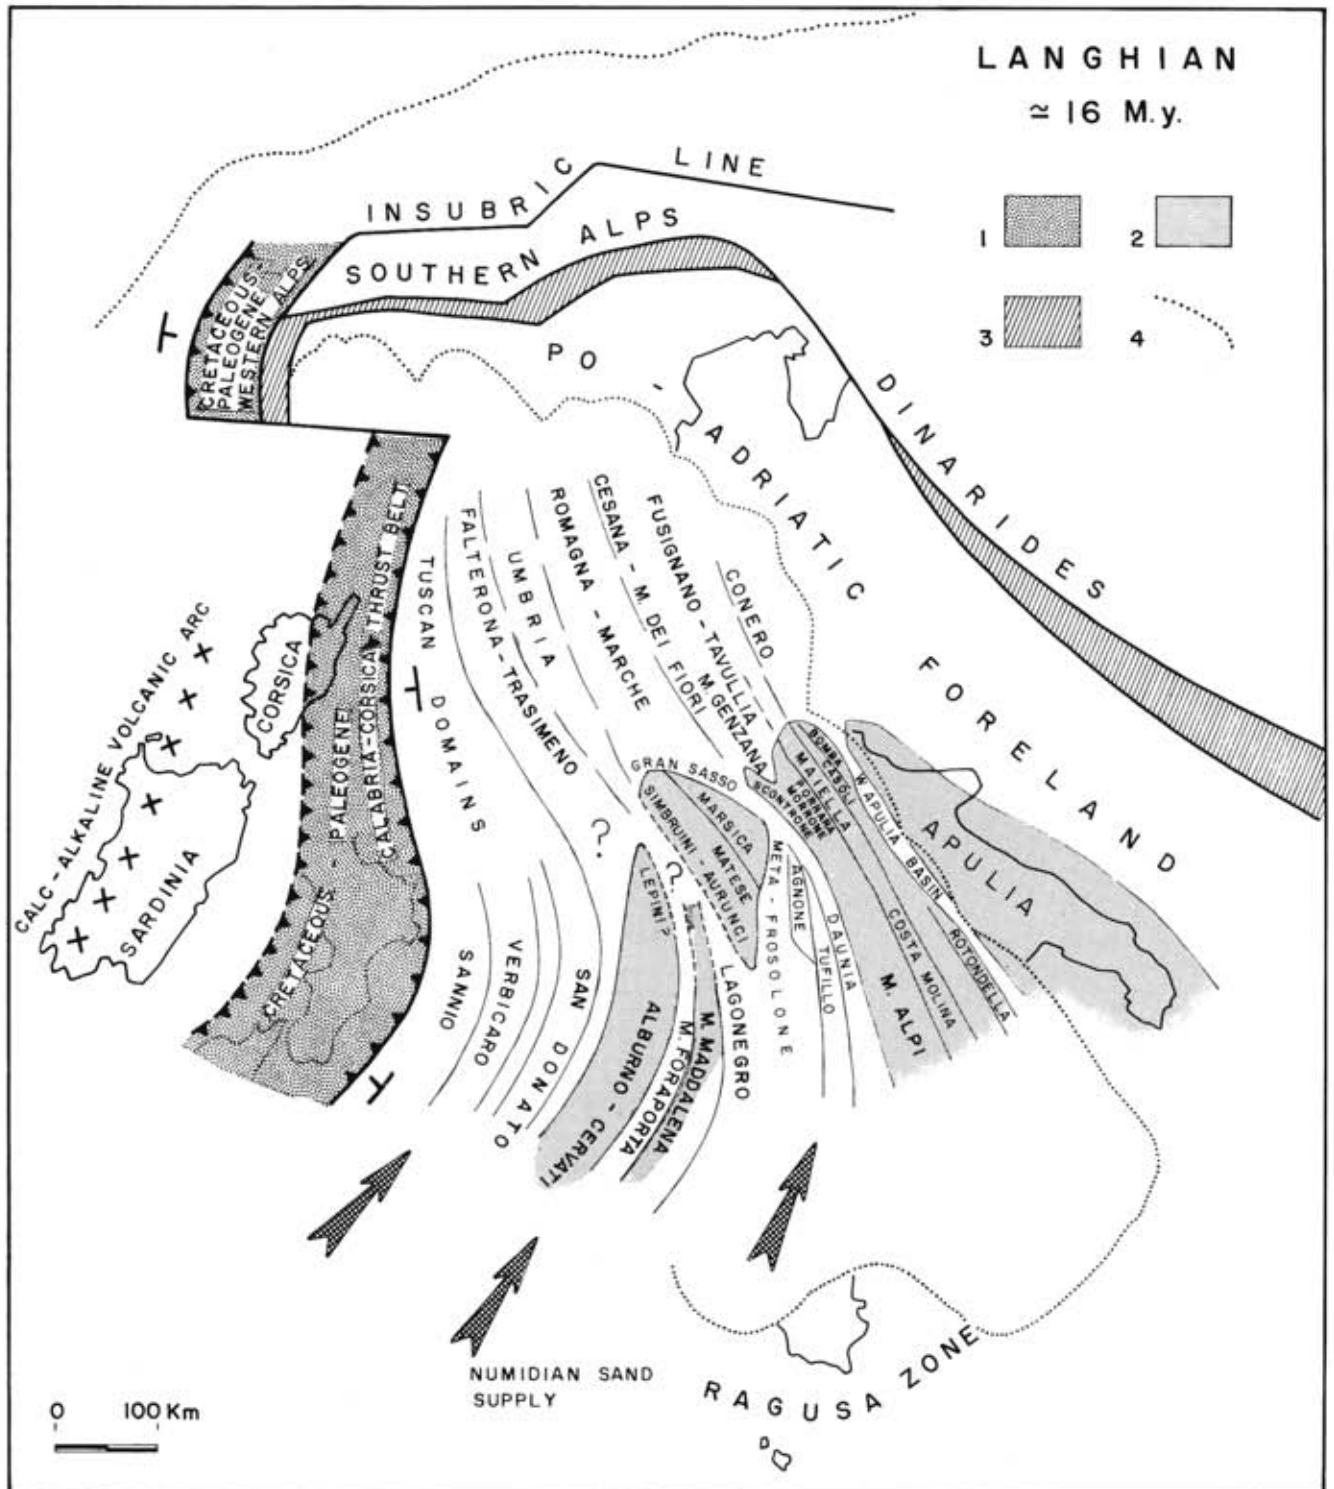 LANGHIAN
≃ 16 M.y.
1
2
3
4
INSUBRIC LINE
SOUTHERN ALPS
CRETACEOUS -
PALEOGENE
WESTERN ALPS
PO - ADRIATIC FORELAND
DINARIDES
CRETACEOUS - PALEOGENE
CALABRIA-CORSICA THRUST BELT
CALC-ALKALINE VOLCANIC ARC
CORSICA
SARDINIA
TUSCAN DOMAINS
FALTERONA-TRASIMENO
UMBRIA
ROMAGNA - MARCHE
CESANA - M. DEI FIORI
M. GENZANA
FUSIGNANO - TAVULLIA
CONERO
GRAN SASSO
SIMBRUINI - AURUNCI
MARSICA
MATESE
SCONTRONE
MORRONE
PORRARA
MAIELLA
CASOLI
BOMBA
W APULIA BASIN
APULIA
META - FROSOLONE
AGNONE
TUFILLO
DAUNIA
M. ALPI
COSTA MOLINA
ROTONDELLA
?
?
LEPINI?
SANNIO
VERBICARO
SAN DONATO
ALBURNO - CERVATI
M. FORAPORTA
M. MADDALENA
LAGONEGRO
NUMIDIAN SAND
SUPPLY
RAGUSA ZONE
0 100 Km